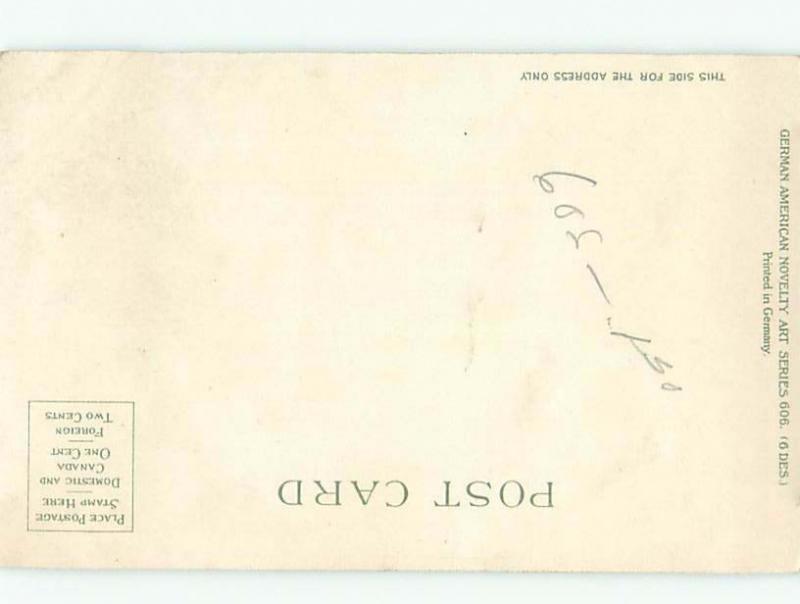 POST CARD
PLACE POSTAGE
STAMP HERE
DOMESTIC AND
CANADA
ONE CENT
FOREIGN
TWO CENTS
THIS SIDE FOR THE ADDRESS ONLY
GERMAN AMERICAN NOVELTY ART SERIES 606. (6 DES.)
Printed in Germany.